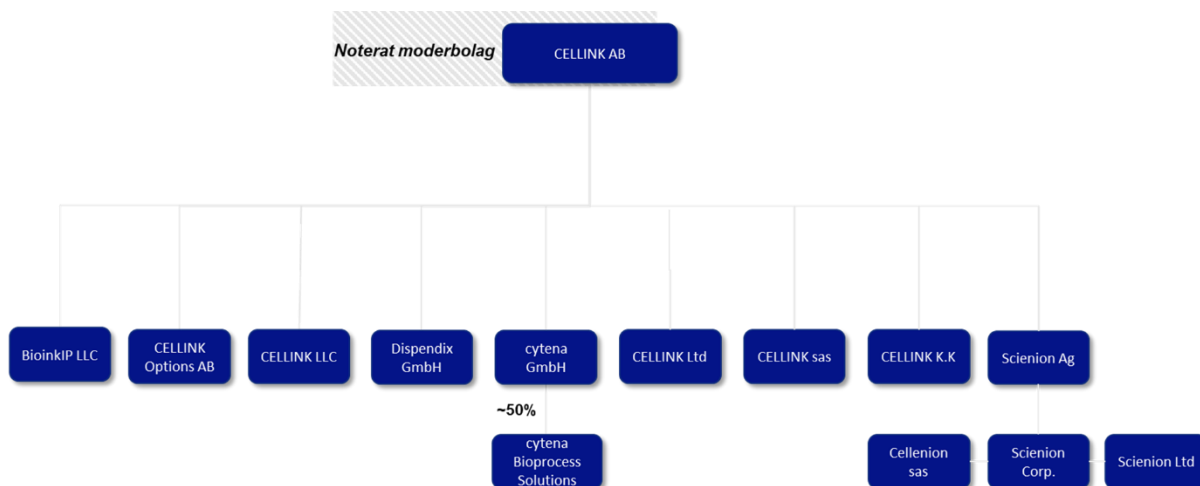 Noterat moderbolag
CELLINK AB
BioinkIP LLC
CELLINK
Options AB
CELLINK LLC
Dispendix
GmbH
cytena
GmbH
CELLINK Ltd
CELLINK sas
CELLINK K.K
Scienion Ag
~50%
cytena
Bioprocess
Solutions
Cellenion
sas
Scienion
Corp.
Scienion Ltd